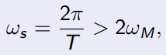 ω_s = 2π/T > 2ω_M,